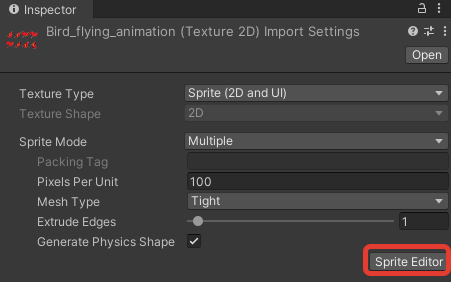 Inspector
Bird_flying_animation (Texture 2D) Import Settings
Open
Texture Type Sprite (2D and UI)
Texture Shape 2D
Sprite Mode Multiple
Packing Tag
Pixels Per Unit 100
Mesh Type Tight
Extrude Edges 1
Generate Physics Shape
Sprite Editor